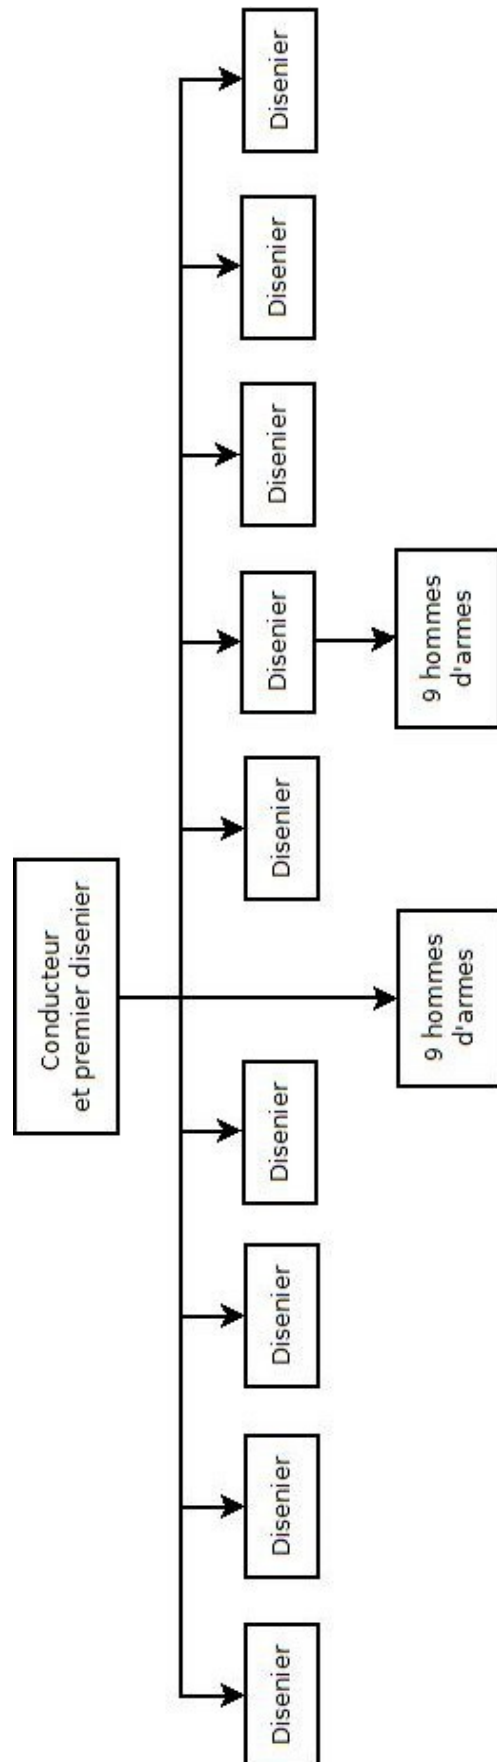 Conducteur
et premier disenier
Disenier
Disenier
Disenier
Disenier
Disenier
Disenier
Disenier
Disenier
Disenier
9 hommes
d'armes
9 hommes
d'armes